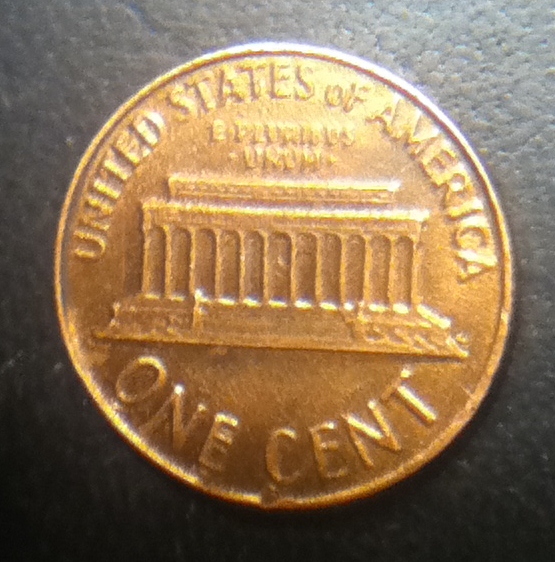 UNITED STATES OF AMERICA
E PLURIBUS
·UNUM·
ONE CENT